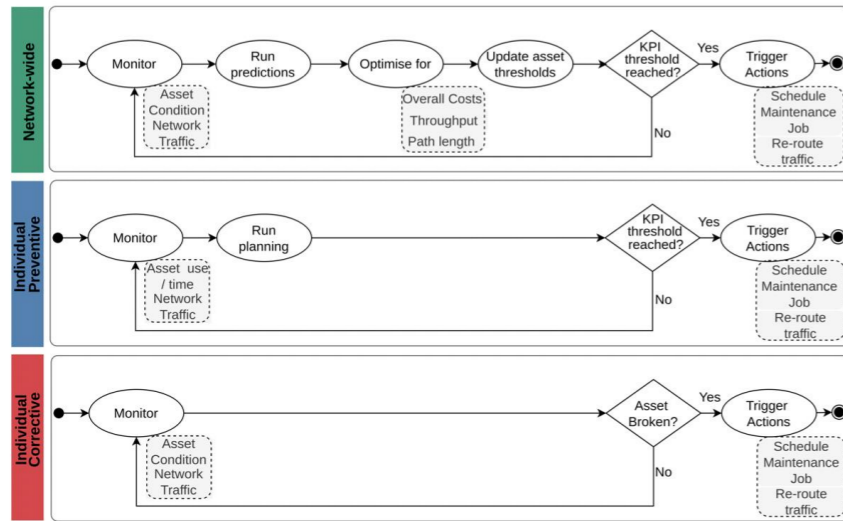 Network-wide
Monitor
Asset
Condition
Network
Traffic
Run
predictions
Optimise for
Overall Costs
Throughput
Path length
Update asset
thresholds
KPI
threshold
reached?
Yes
No
Trigger
Actions
Schedule
Maintenance
Job
Re-route
traffic
Individual
Preventive
Monitor
Asset use
/ time
Network
Traffic
Run
planning
KPI
threshold
reached?
Yes
No
Trigger
Actions
Schedule
Maintenance
Job
Re-route
traffic
Individual
Corrective
Monitor
Asset
Condition
Network
Traffic
Asset
Broken?
Yes
No
Trigger
Actions
Schedule
Maintenance
Job
Re-route
traffic